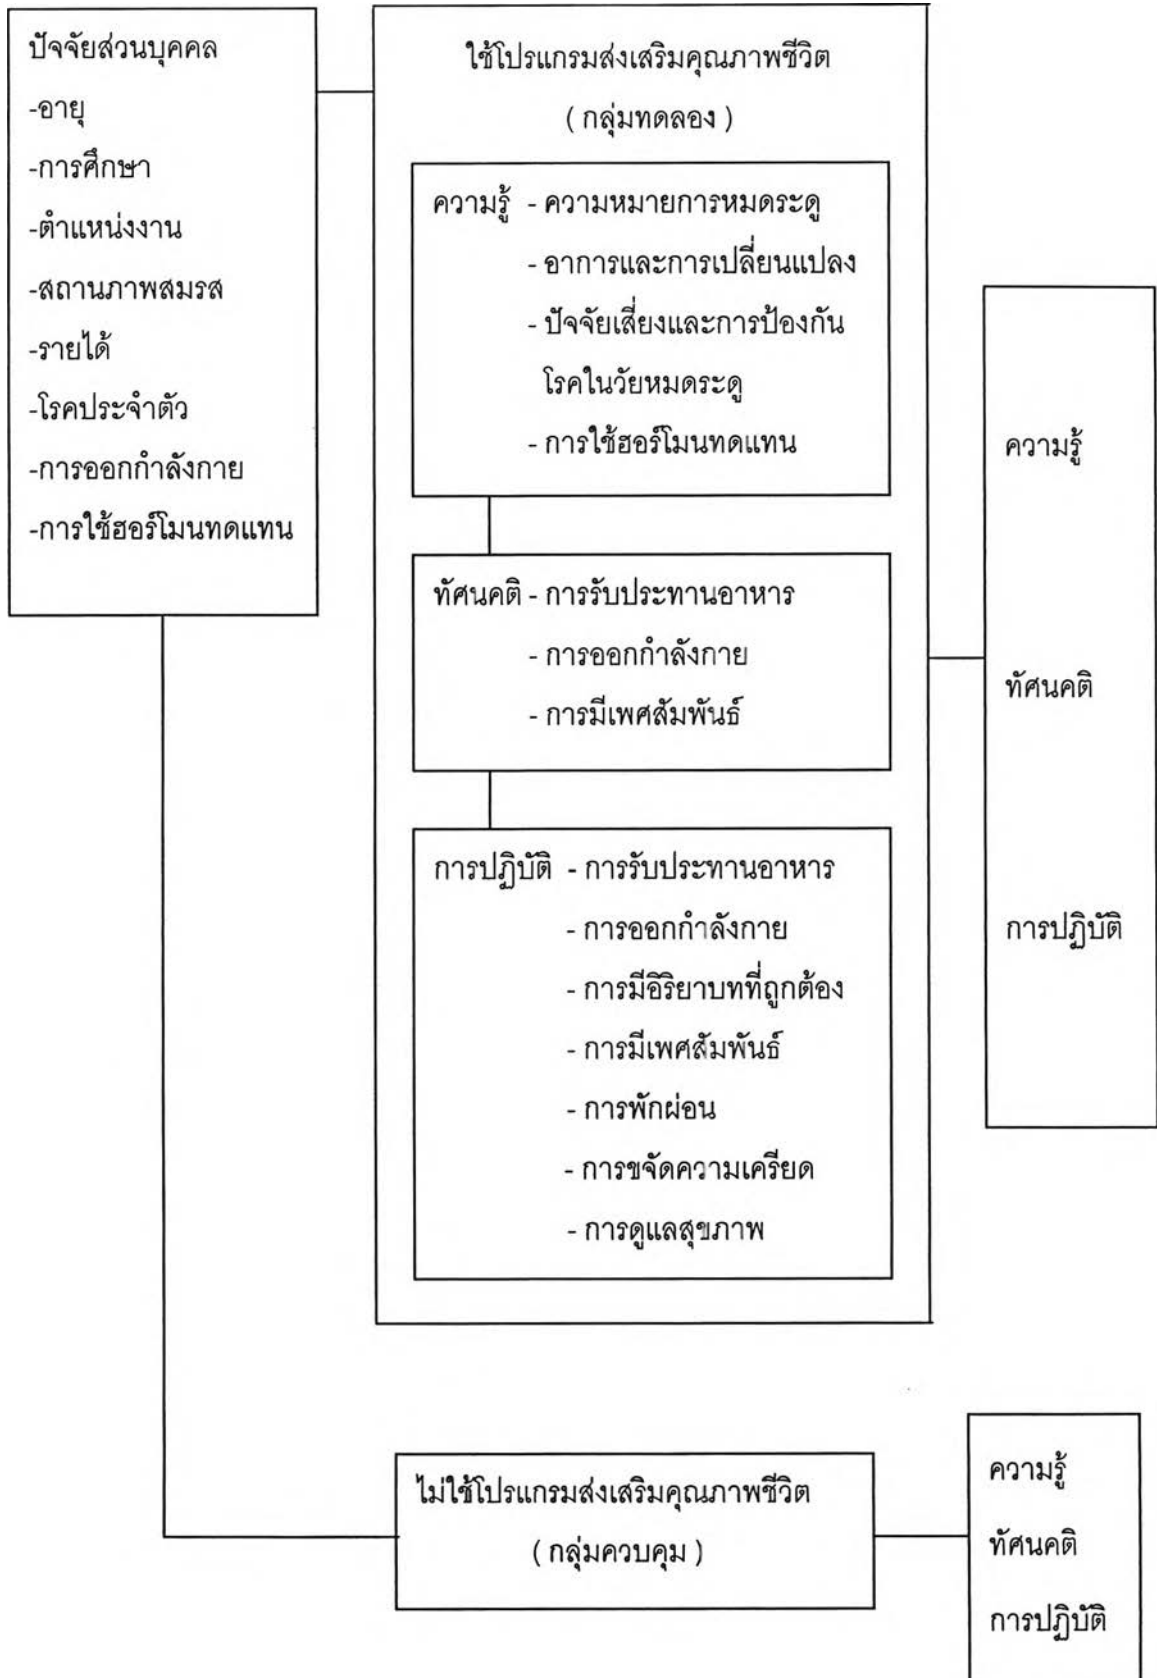 ปัจจัยส่วนบุคคล
-อายุ
-การศึกษา
-ตำแหน่งงาน
-สถานภาพสมรส
-รายได้
-โรคประจำตัว
-การออกกำลังกาย
-การใช้ฮอร์โมนทดแทน
ใช้โปรแกรมส่งเสริมคุณภาพชีวิต
( กลุ่มทดลอง )
ความรู้ - ความหมายการหมดระดู
- อาการและการเปลี่ยนแปลง
- ปัจจัยเสี่ยงและการป้องกัน
โรคในวัยหมดระดู
- การใช้ฮอร์โมนทดแทน
ทัศนคติ - การรับประทานอาหาร
- การออกกำลังกาย
- การมีเพศสัมพันธ์
การปฏิบัติ - การรับประทานอาหาร
- การออกกำลังกาย
- การมีอิริยาบทที่ถูกต้อง
- การมีเพศสัมพันธ์
- การพักผ่อน
- การขจัดความเครียด
- การดูแลสุขภาพ
ความรู้
ทัศนคติ
การปฏิบัติ
ไม่ใช้โปรแกรมส่งเสริมคุณภาพชีวิต
( กลุ่มควบคุม )
ความรู้
ทัศนคติ
การปฏิบัติ